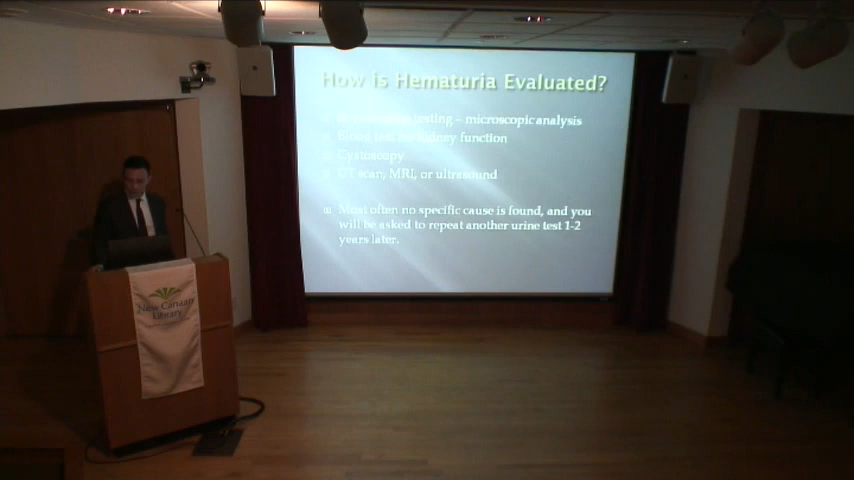 How is Hematuria Evaluated?
testing – microscopic analysis
Blood test for kidney function
Cystoscopy
CT scan, MRI, or ultrasound
Most often no specific cause is found, and you
will be asked to repeat another urine test 1-2
years later.
New Canaan
Library